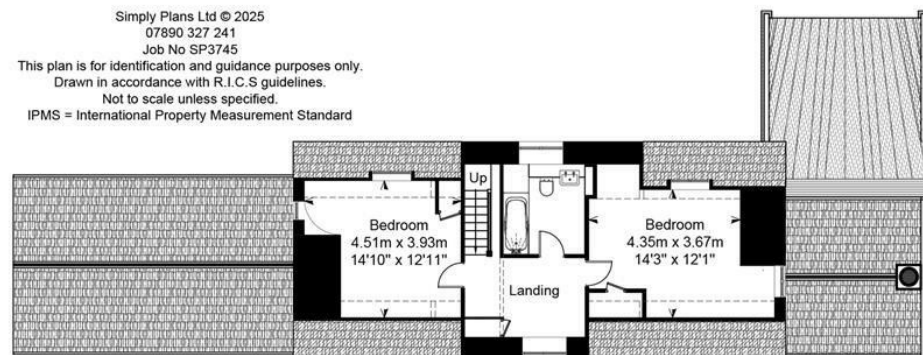 Simply Plans Ltd © 2025
07890 327 241
Job No SP3745
This plan is for identification and guidance purposes only.
Drawn in accordance with R.I.C.S guidelines.
Not to scale unless specified.
IPMS = International Property Measurement Standard
Up
Bedroom
4.51m x 3.93m
14'10" x 12'11"
Bedroom
4.35m x 3.67m
14'3" x 12'1"
Landing